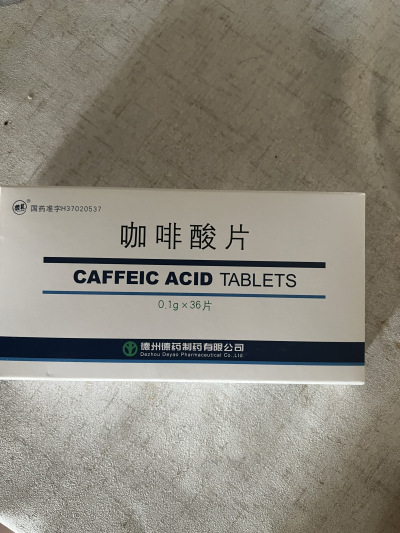 国药准字H37020537
咖啡酸片
CAFFEIC ACID TABLETS
0.1g×36片
德州德药制药有限公司
Dezhou Deyao Pharmaceutical Co.,Ltd